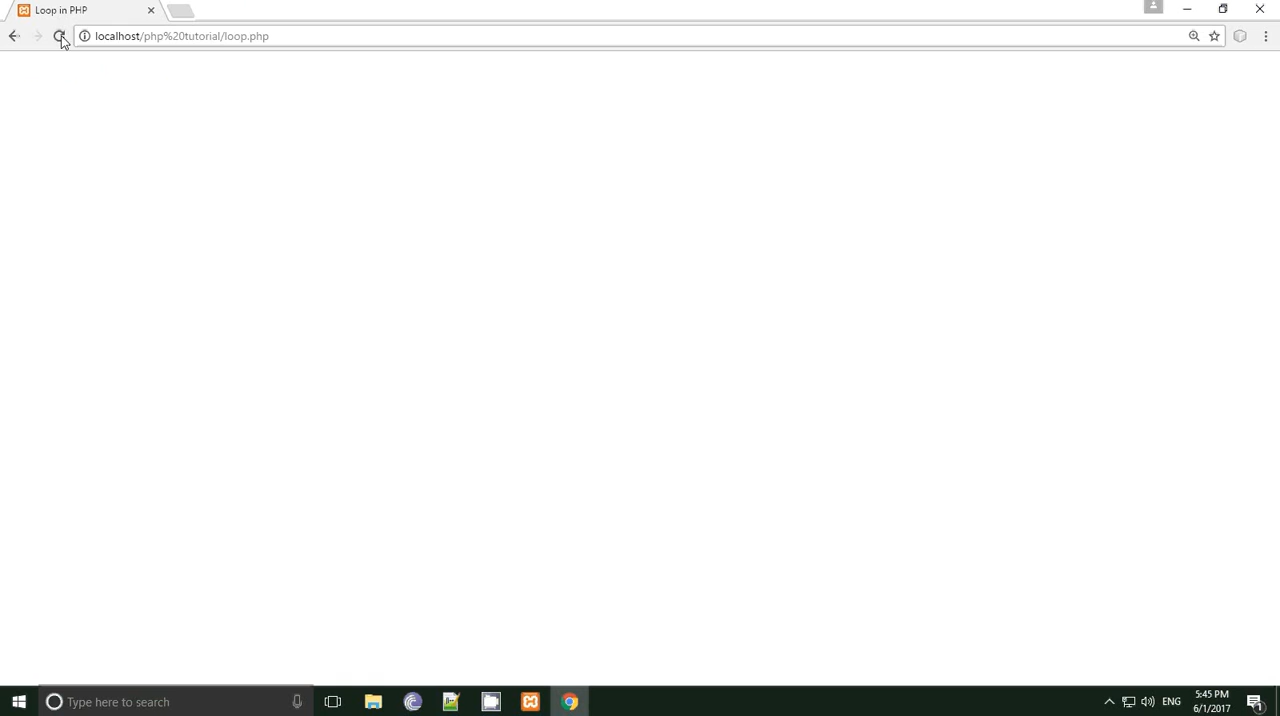 Loop in PHP
localhost/php%20tutorial/loop.php
Type here to search
ENG
5:45 PM
6/1/2017
1